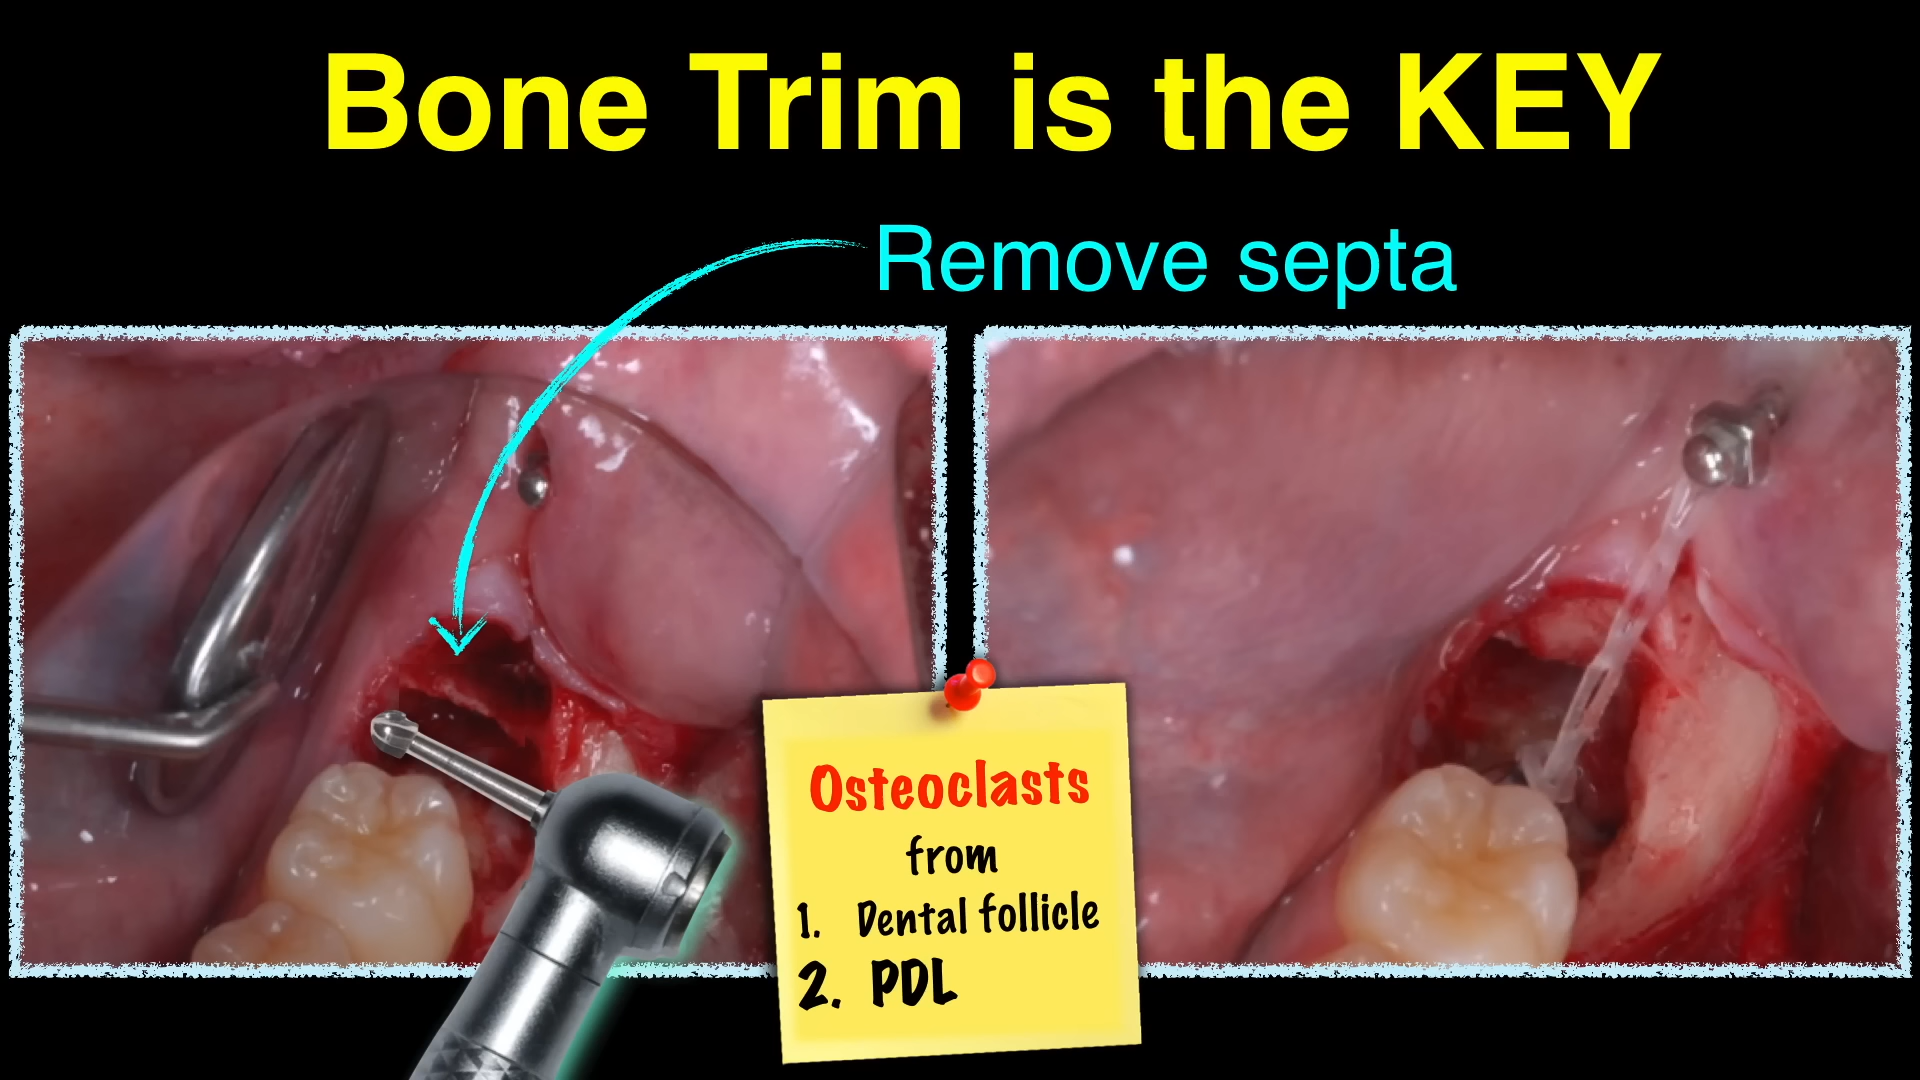 Bone Trim is the KEY
Remove septa
Osteoclasts
from
1. Dental follicle
2. PDL